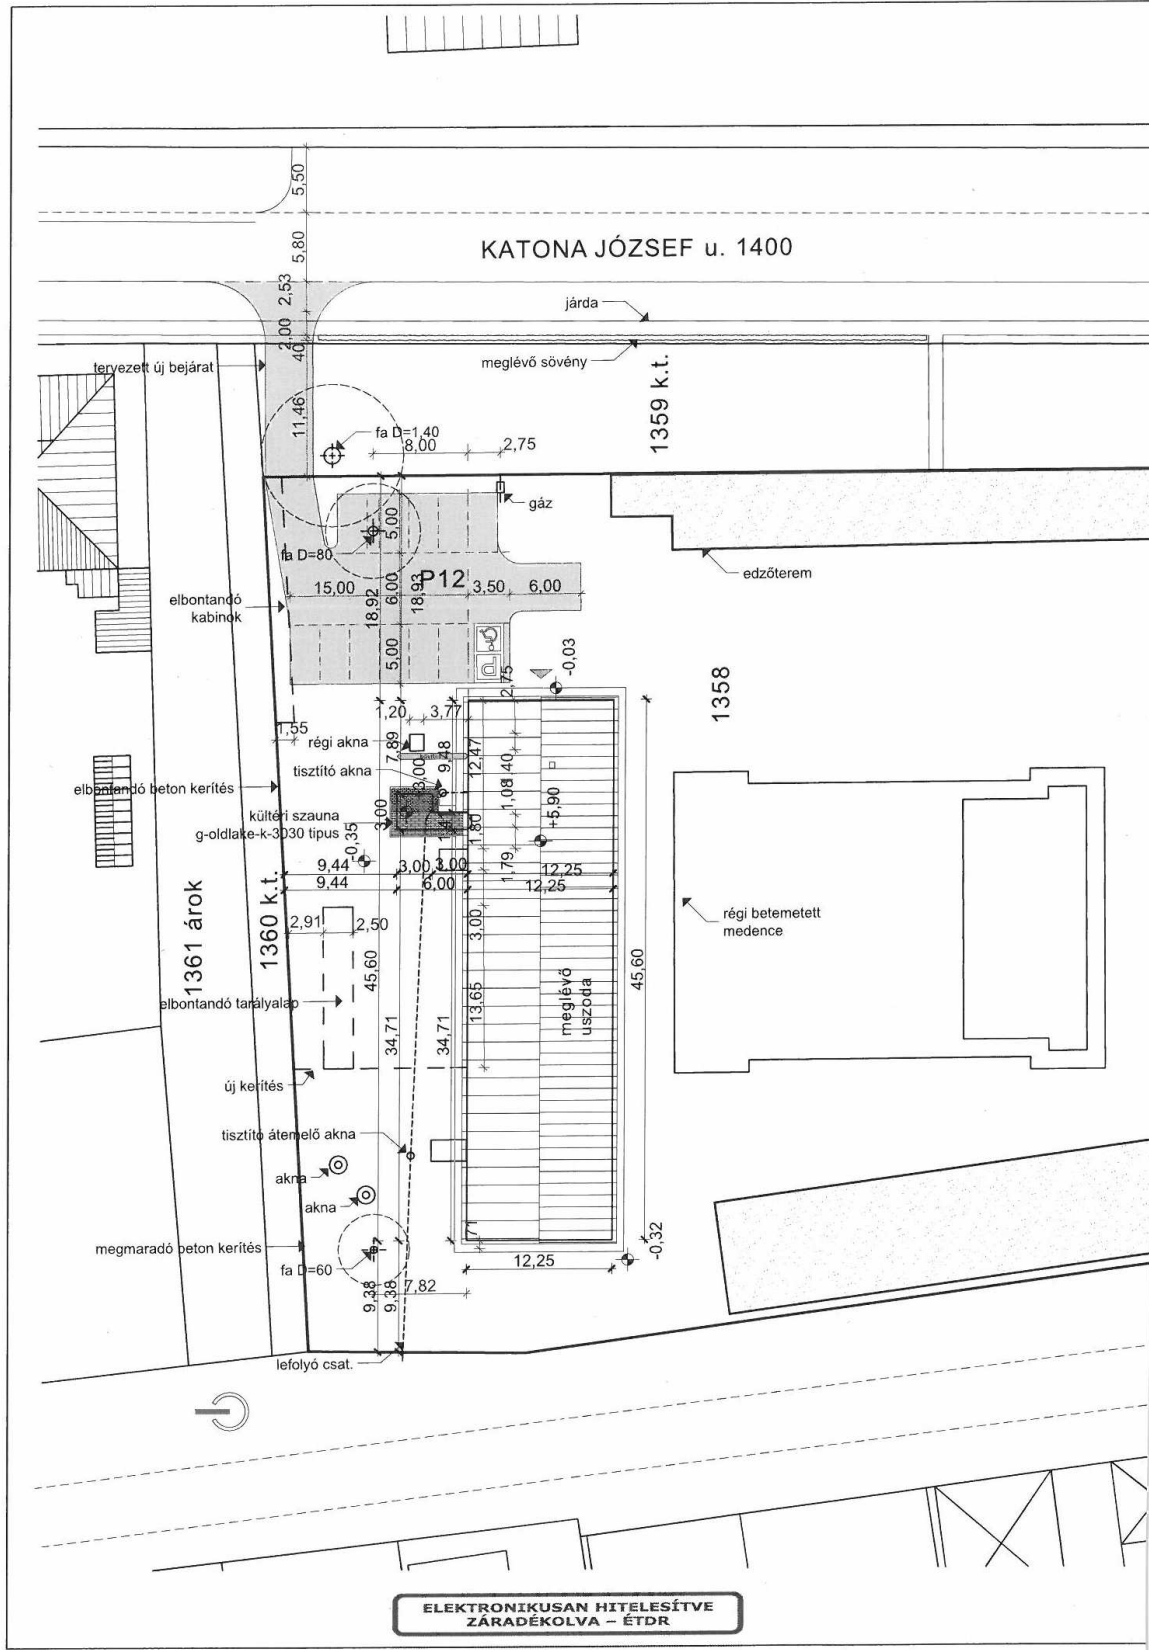 5,50
5,80
KATONA JÓZSEF u. 1400
2,53
járda
2,00
40
meglévő sövény
tervezett új bejárat
1359 k.t.
11,46
fa D=1,40
8,00
2,75
gáz
5,00
fa D=80
edzőterem
P12
15,00
6,00
3,50
6,00
18,92
18,93
elbontandó
kabinok
5,00
-0,03
2,75
1358
1,20
3,77
1,55
régi akna
7,89
9,48
12,47
tisztító akna
3,00
1,40
elbontandó beton kerítés
1,08
+5,90
kültéri szauna
g-oldlake-k-3030 tipus
3,00
1,80
-0,35
1,79
9,44
3,00
3,00
12,25
9,44
6,00
12,25
1361 árok
1360 k.t.
2,91
2,50
3,00
régi betemetett
medence
45,60
45,60
meglévő
uszoda
elbontandó tarályalap
13,65
34,71
34,71
új kerítés
tisztító átemelő akna
akna
akna
71
-0,32
megmaradó beton kerítés
fa D=60
12,25
9,38
9,38
7,82
lefolyó csat.
ELEKTRONIKUSAN HITELESÍTVE
ZÁRADÉKOLVA – ÉTDR